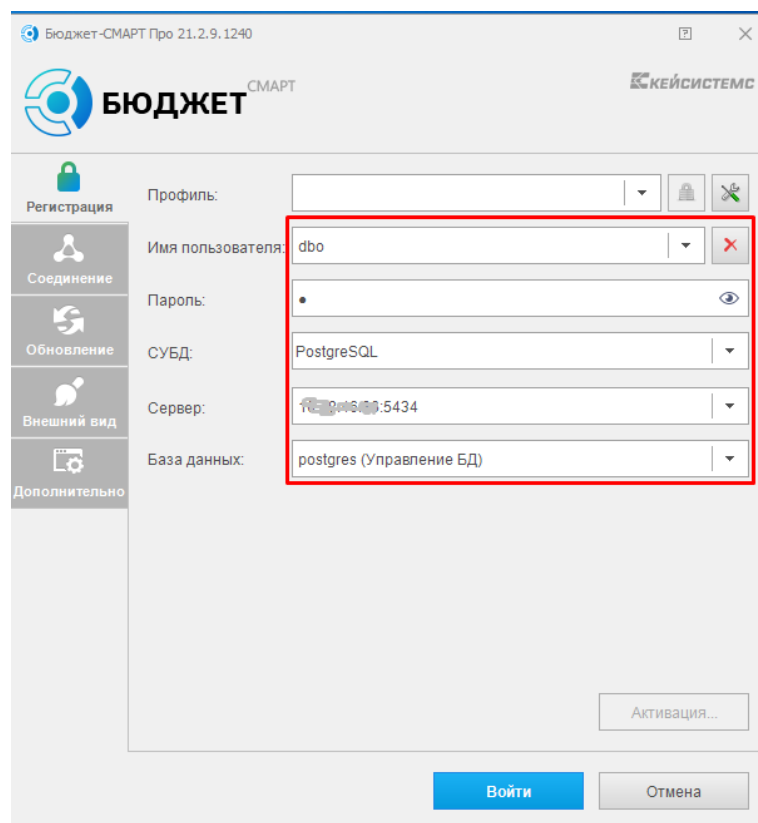 Бюджет-СМАРТ Про 21.2.9.1240
БЮДЖЕТ СМАРТ
КЕЙСИСТЕМС
Регистрация
Профиль:
Имя пользователя: dbo
Соединение
Пароль:
Обновление
СУБД: PostgreSQL
Внешний вид
Сервер: :5434
База данных: postgres (Управление БД)
Дополнительно
Активация...
Войти
Отмена